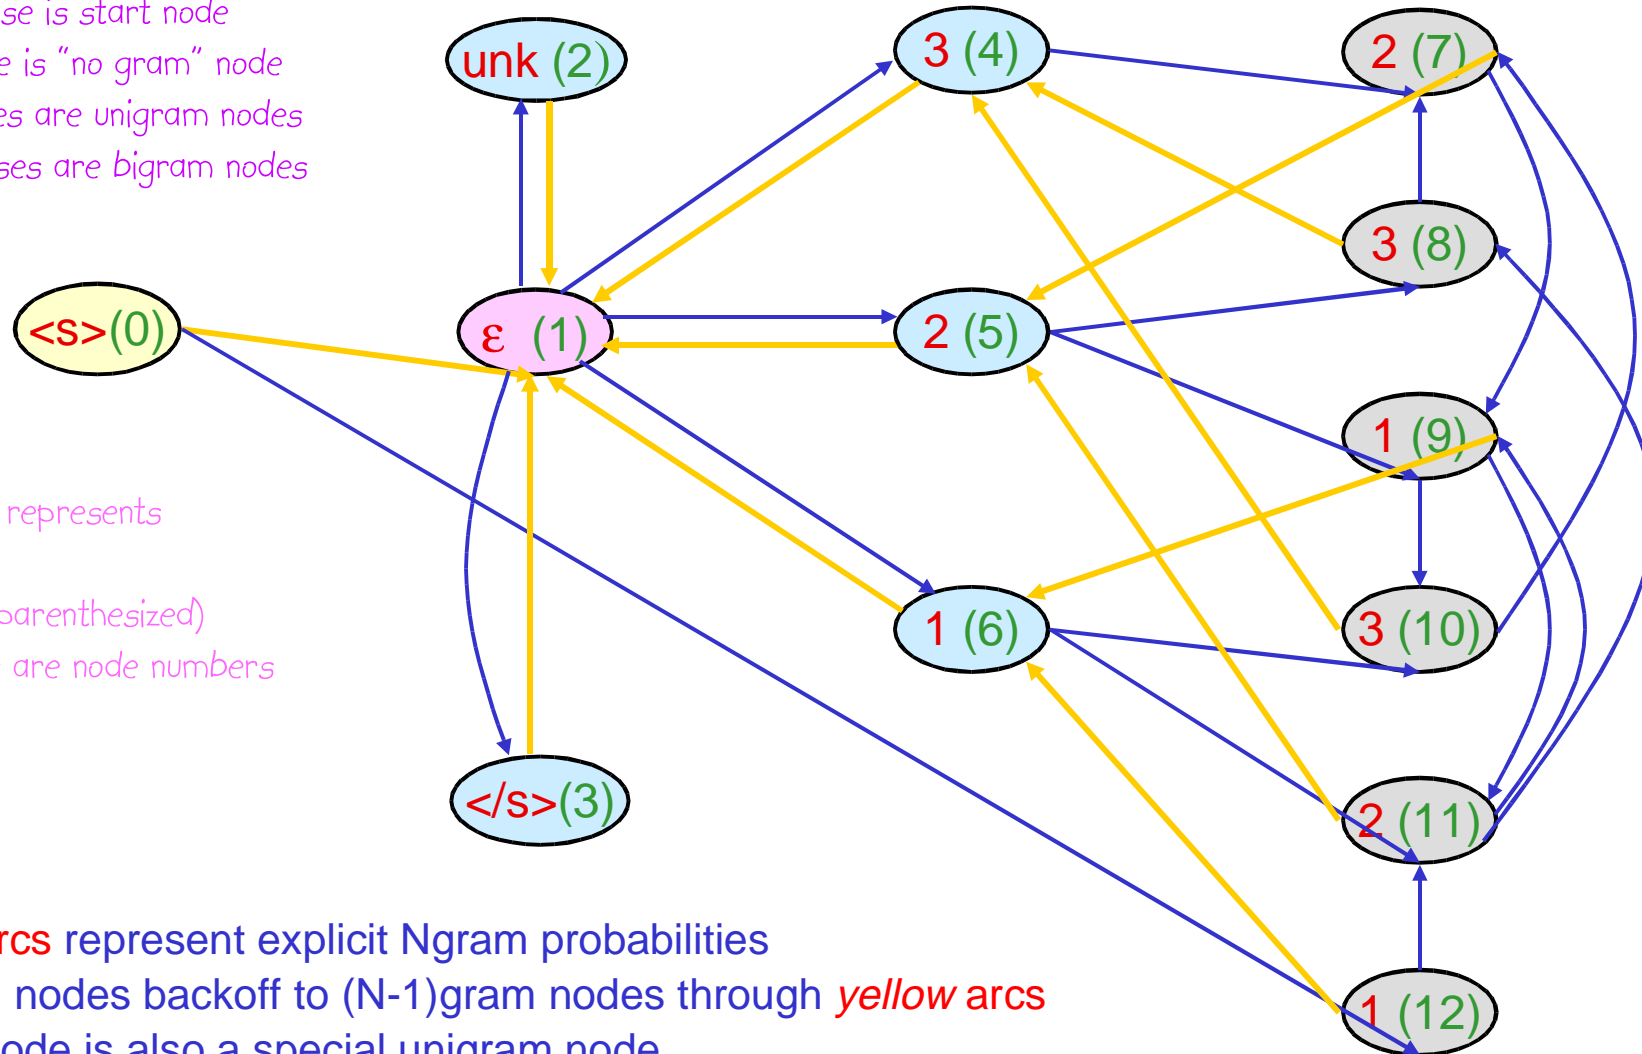 se is start node
e is "no gram" node
es are unigram nodes
ses are bigram nodes
unk (2)
3 (4)
2 (7)
3 (8)
<s>(0)
ε (1)
2 (5)
1 (9)
represents
parenthesized)
are node numbers
1 (6)
3 (10)
</s>(3)
2 (11)
1 (12)
rcs represent explicit Ngram probabilities
nodes backoff to (N-1)gram nodes through yellow arcs
ode is also a special unigram node